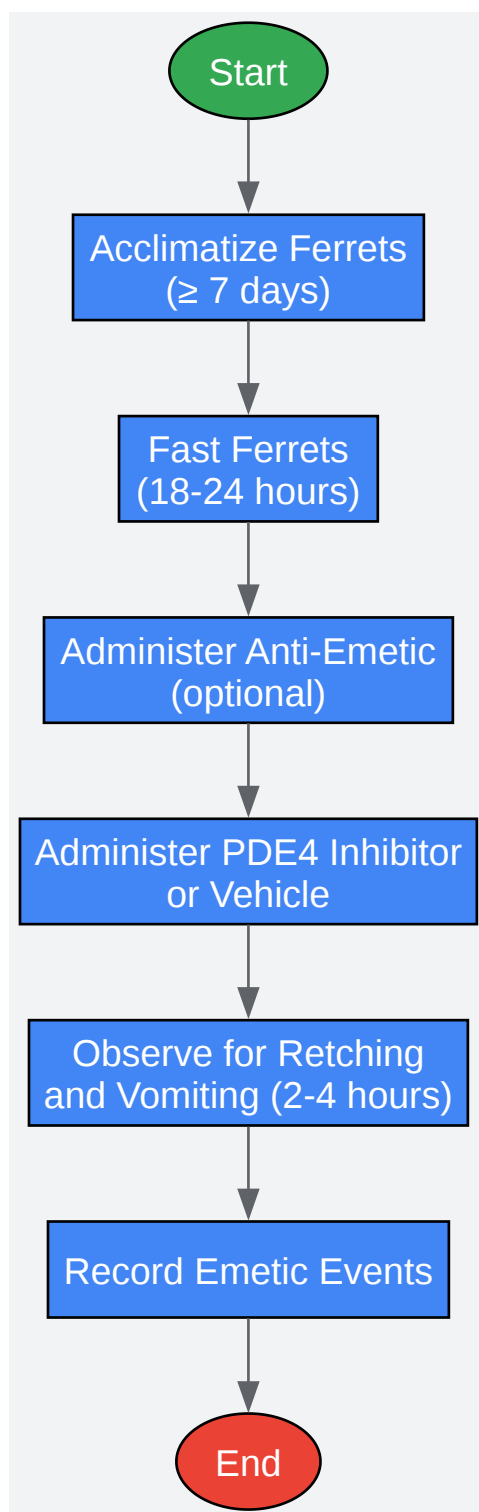 Start
Acclimatize Ferrets
(≥ 7 days)
Fast Ferrets
(18-24 hours)
Administer Anti-Emetic
(optional)
Administer PDE4 Inhibitor
or Vehicle
Observe for Retching
and Vomiting (2-4 hours)
Record Emetic Events
End